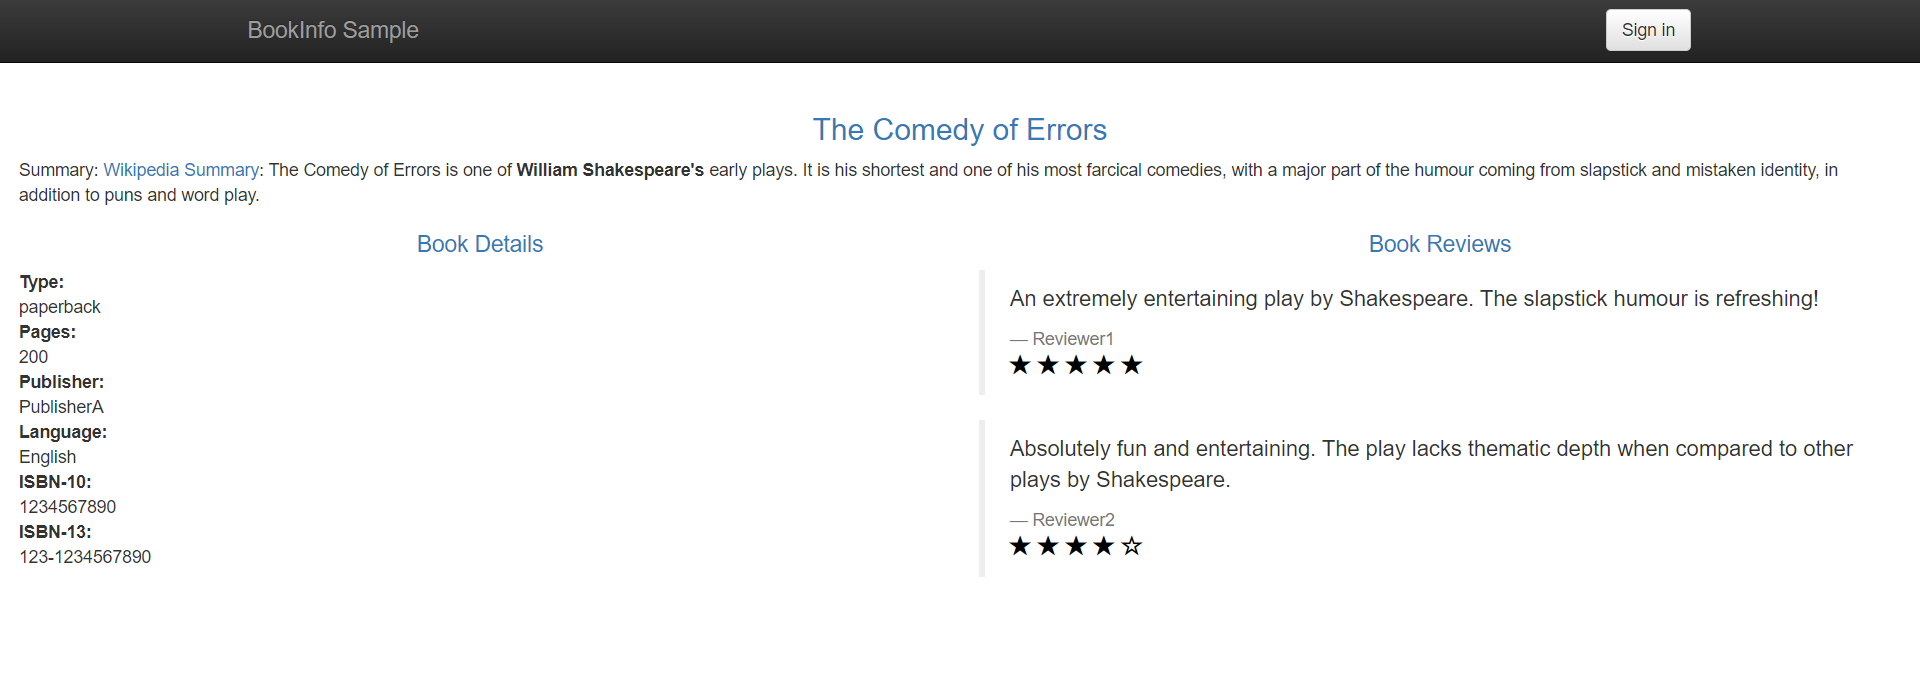 BookInfo Sample
Sign in
The Comedy of Errors
Summary: Wikipedia Summary: The Comedy of Errors is one of William Shakespeare's early plays. It is his shortest and one of his most farcical comedies, with a major part of the humour coming from slapstick and mistaken identity, in
addition to puns and word play.
Book Details
Type:
paperback
Pages:
200
Publisher:
PublisherA
Language:
English
ISBN-10:
1234567890
ISBN-13:
123-1234567890
Book Reviews
An extremely entertaining play by Shakespeare. The slapstick humour is refreshing!
— Reviewer1
★ ★ ★ ★ ★
Absolutely fun and entertaining. The play lacks thematic depth when compared to other
plays by Shakespeare.
— Reviewer2
★ ★ ★ ★ ☆